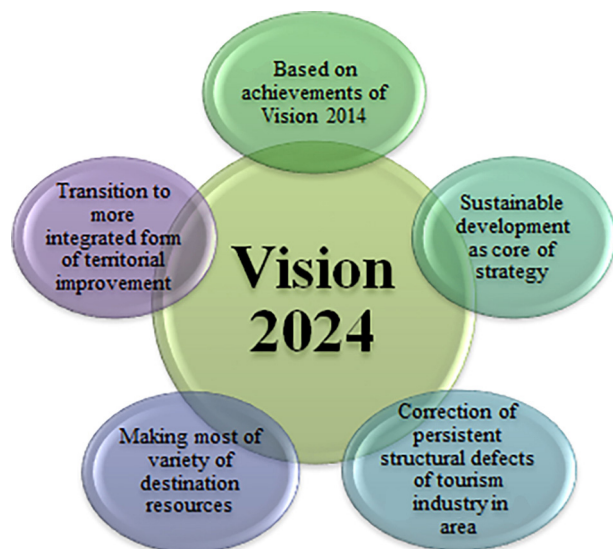 Based on
achievements of
Vision 2014
Sustainable
development
as core of
strategy
Correction of
persistent
structural defects
of tourism
industry in
area
Making most of
variety of
destination
resources
Transition to
more
integrated form
of territorial
improvement
Vision
2024